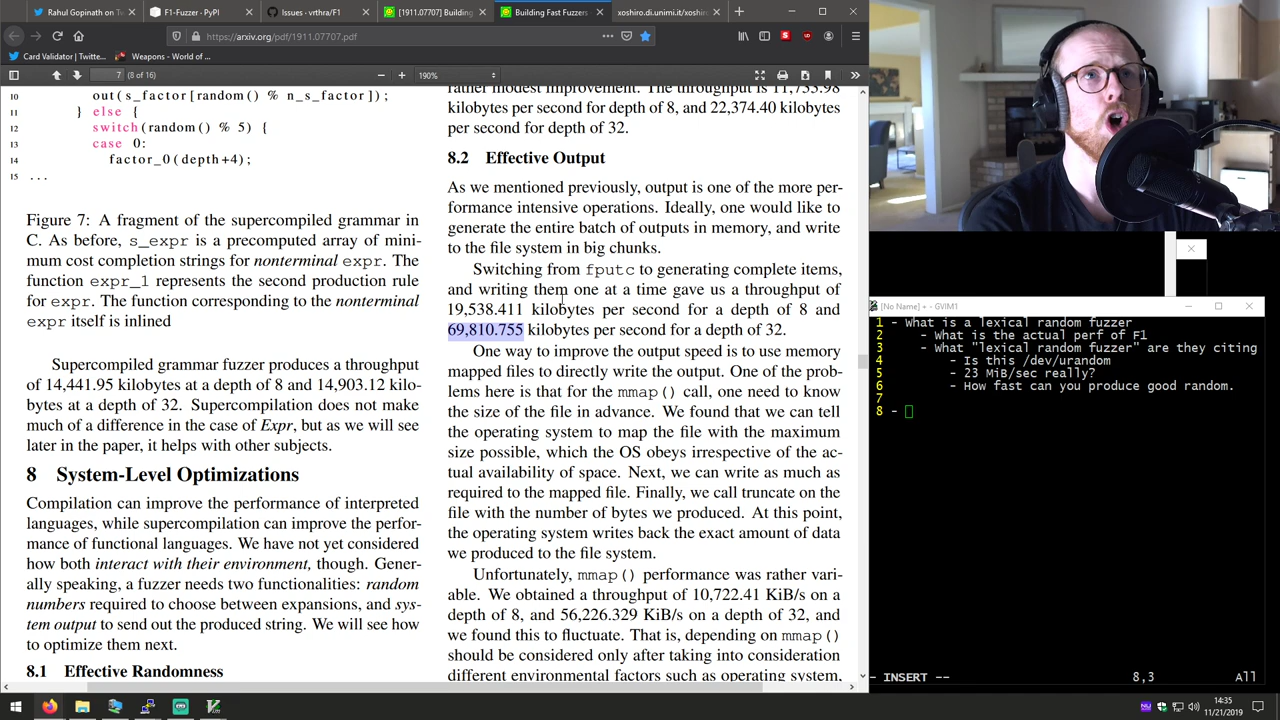 Rahul Gopinath on Twitter: "
F1-Fuzzer · PyPI
Issues · vrthra/F1
[1911.07707] Building
Building Fast Fuzzers
xoshiro.di.unimi.it/xoshiro
https://arxiv.org/pdf/1911.07707.pdf
Card Validator | Twitte...
Weapons - World of ...
7 (8 of 16)
190%
10 out(s_factor[random() % n_s_factor]);
11 } else {
12 switch(random() % 5) {
13 case 0:
14 factor_0(depth+4);
15 ...
Figure 7: A fragment of the supercompiled grammar in
C. As before, s_expr is a precomputed array of mini-
mum cost completion strings for nonterminal expr. The
function expr_1 represents the second production rule
for expr. The function corresponding to the nonterminal
expr itself is inlined
Supercompiled grammar fuzzer produces a throughput
of 14,441.95 kilobytes at a depth of 8 and 14,903.12 kilo-
bytes at a depth of 32. Supercompilation does not make
much of a difference in the case of Expr, but as we will see
later in the paper, it helps with other subjects.
8 System-Level Optimizations
Compilation can improve the performance of interpreted
languages, while supercompilation can improve the perfor-
mance of functional languages. We have not yet considered
how both interact with their environment, though. Gener-
ally speaking, a fuzzer needs two functionalities: random
numbers required to choose between expansions, and sys-
tem output to send out the produced string. We will see how
to optimize them next.
8.1 Effective Randomness
rather modest improvement. The throughput is 11,733.98
kilobytes per second for depth of 8, and 22,374.40 kilobytes
per second for depth of 32.
8.2 Effective Output
As we mentioned previously, output is one of the more per-
formance intensive operations. Ideally, one would like to
generate the entire batch of outputs in memory, and write
to the file system in big chunks.
Switching from fputc to generating complete items,
and writing them one at a time gave us a throughput of
19,538.411 kilobytes per second for a depth of 8 and
69,810.755 kilobytes per second for a depth of 32.
One way to improve the output speed is to use memory
mapped files to directly write the output. One of the prob-
lems here is that for the mmap() call, one need to know
the size of the file in advance. We found that we can tell
the operating system to map the file with the maximum
size possible, which the OS obeys irrespective of the ac-
tual availability of space. Next, we can write as much as
required to the mapped file. Finally, we call truncate on the
file with the number of bytes we produced. At this point,
the operating system writes back the exact amount of data
we produced to the file system.
Unfortunately, mmap() performance was rather vari-
able. We obtained a throughput of 10,722.41 KiB/s on a
depth of 8, and 56,226.329 KiB/s on a depth of 32, and
we found this to fluctuate. That is, depending on mmap()
should be considered only after taking into consideration
different environmental factors such as operating system,
[No Name] + - GVIM1
1 - What is a lexical random fuzzer
2 - What is the actual perf of F1
3 - What "lexical random fuzzer" are they citing
4 - Is this /dev/urandom
5 - 23 MiB/sec really?
6 - How fast can you produce good random.
7
8 -
- INSERT -- 8,3 All
14:35
11/21/2019